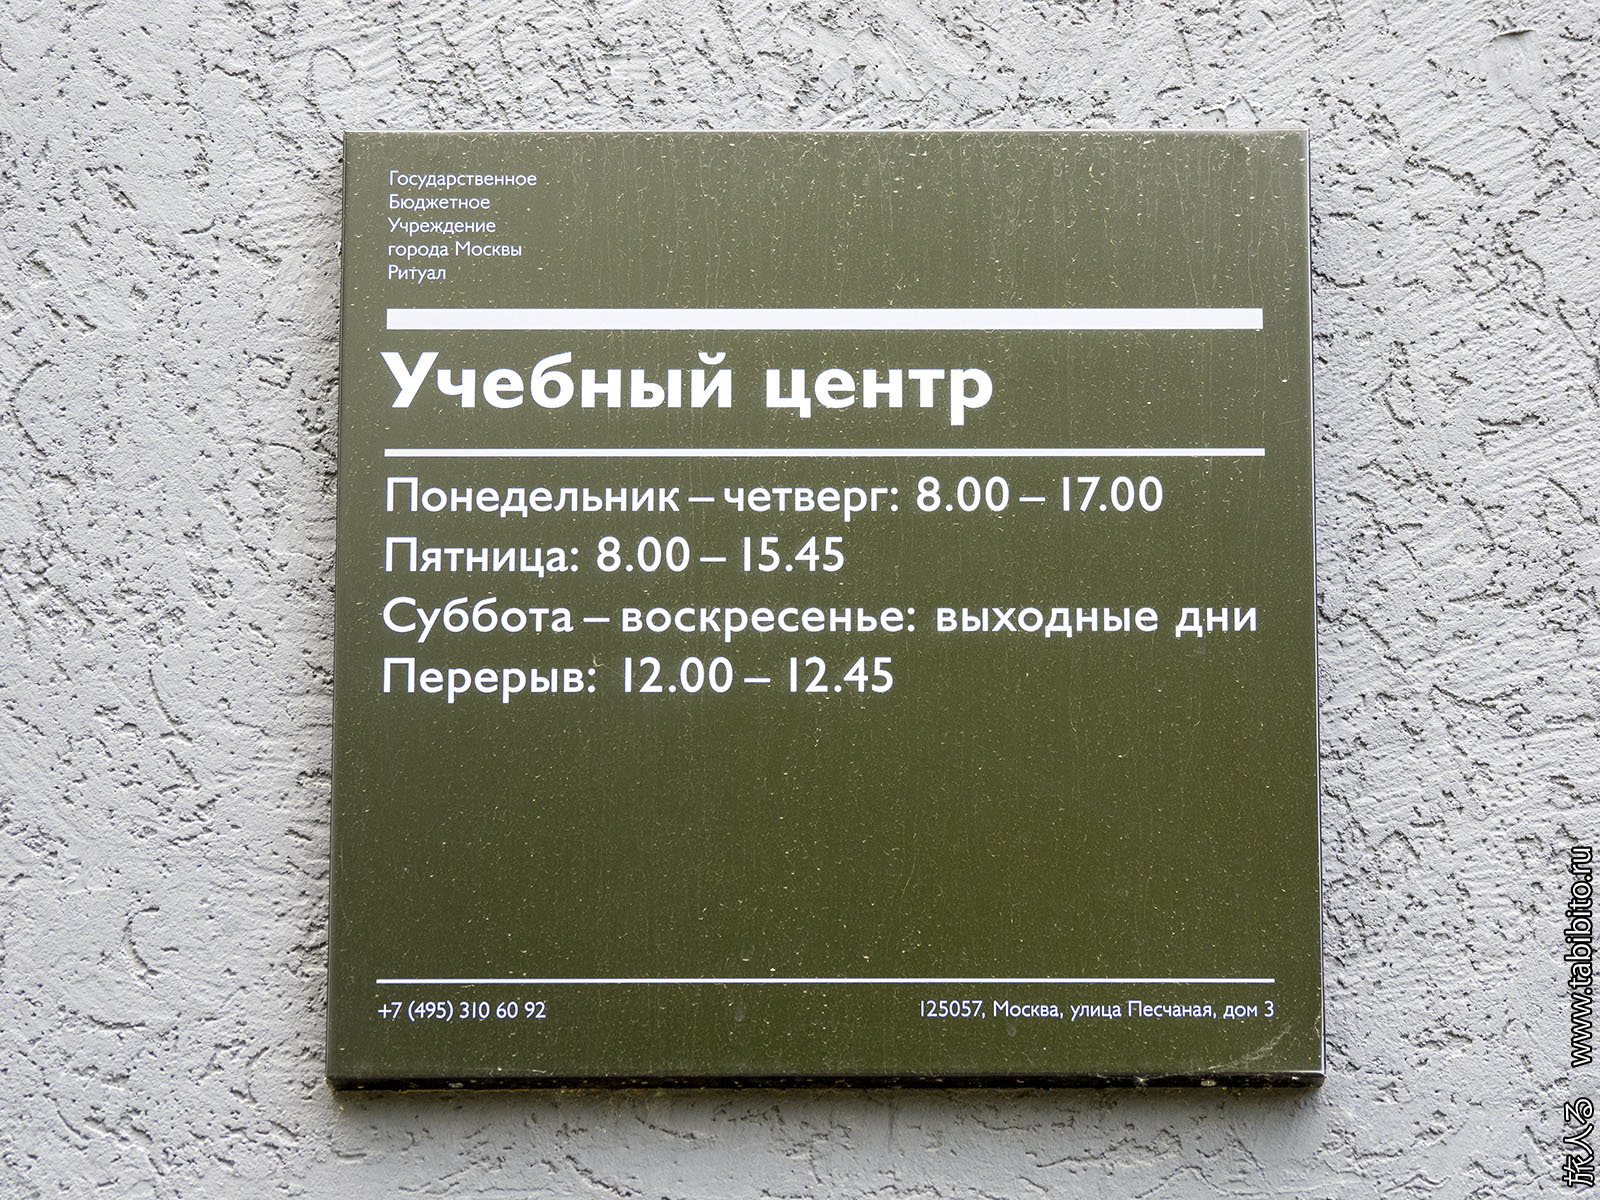 Государственное
Бюджетное
Учреждение
города Москвы
Ритуал
Учебный центр
Понедельник – четверг: 8.00 – 17.00
Пятница: 8.00 – 15.45
Суббота – воскресенье: выходные дни
Перерыв: 12.00 – 12.45
+7 (495) 310 60 92
125057, Москва, улица Песчаная, дом 3
旅人る www.tabibito.ru